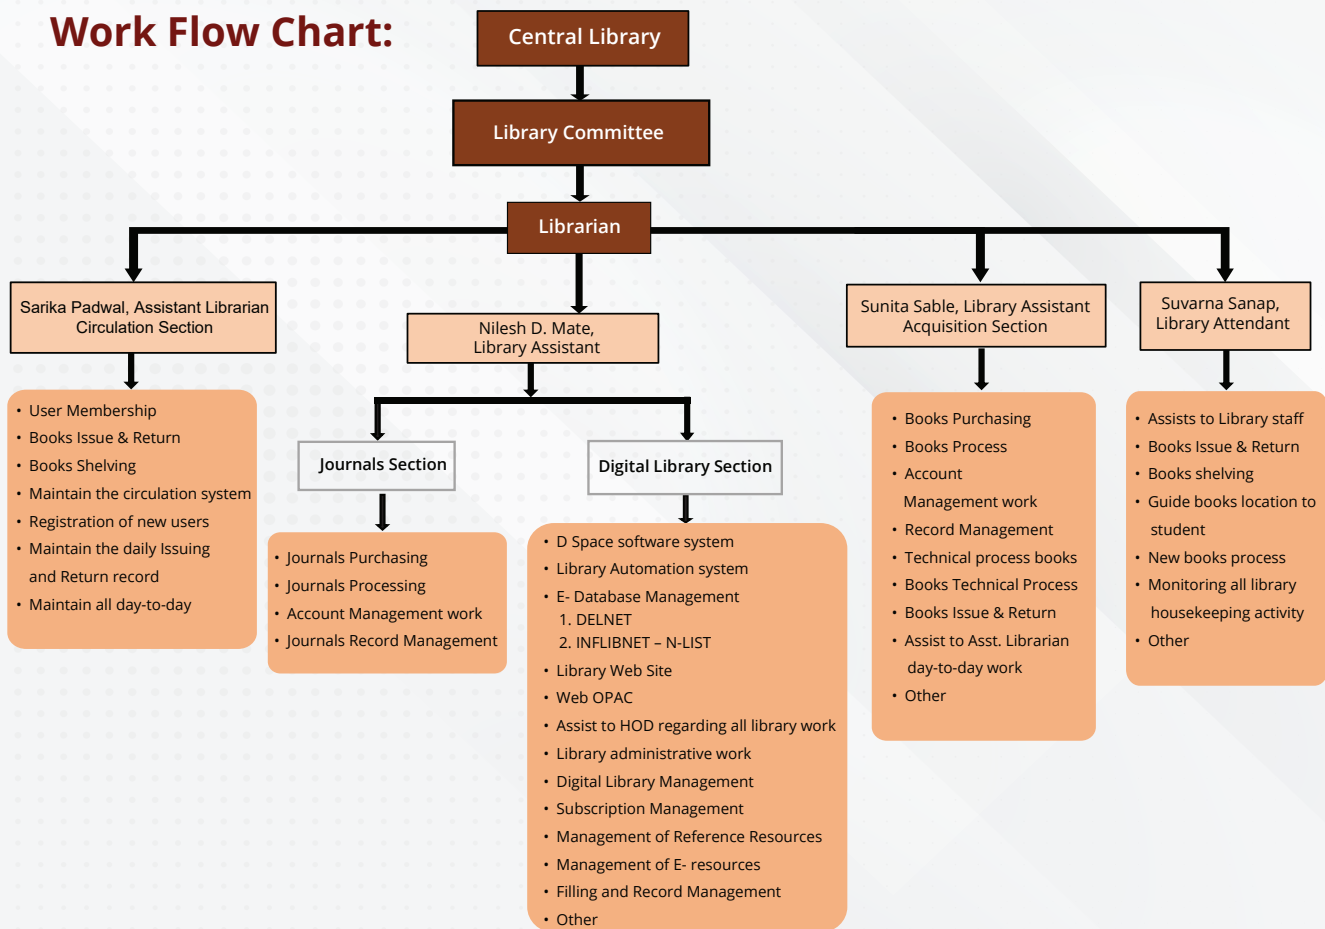 Work Flow Chart:
Central Library
Library Committee
Librarian
Sarika Padwal, Assistant Librarian
Circulation Section
Nilesh D. Mate,
Library Assistant
Sunita Sable, Library Assistant
Acquisition Section
Suvarna Sanap,
Library Attendant
• User Membership
• Books Issue & Return
• Books Shelving
• Maintain the circulation system
• Registration of new users
• Maintain the daily Issuing
and Return record
• Maintain all day-to-day
Journals Section
• Journals Purchasing
• Journals Processing
• Account Management work
• Journals Record Management
Digital Library Section
• D Space software system
• Library Automation system
• E- Database Management
1. DELNET
2. INFLIBNET – N-LIST
• Library Web Site
• Web OPAC
• Assist to HOD regarding all library work
• Library administrative work
• Digital Library Management
• Subscription Management
• Management of Reference Resources
• Management of E- resources
• Filling and Record Management
• Other
• Books Purchasing
• Books Process
• Account
Management work
• Record Management
• Technical process books
• Books Technical Process
• Books Issue & Return
• Assist to Asst. Librarian
day-to-day work
• Other
• Assists to Library staff
• Books Issue & Return
• Books shelving
• Guide books location to
student
• New books process
• Monitoring all library
housekeeping activity
• Other